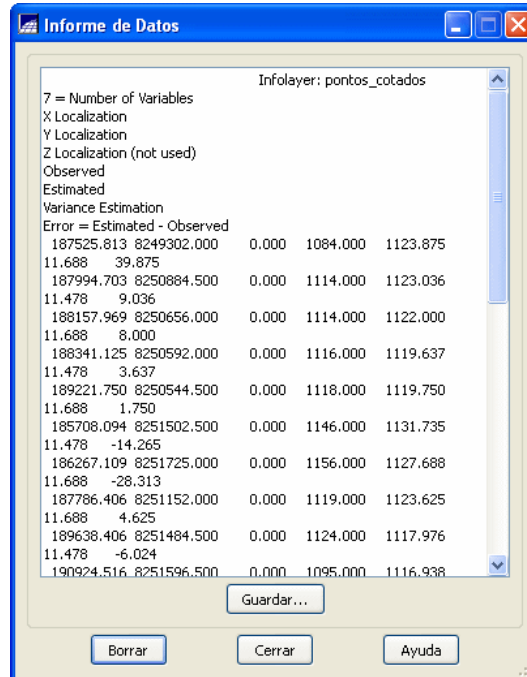 Informe de Datos
Infolayer: pontos_cotados
7 = Number of Variables
X Localization
Y Localization
Z Localization (not used)
Observed
Estimated
Variance Estimation
Error = Estimated - Observed
187525.813 8249302.000 0.000 1084.000 1123.875
11.688 39.875
187994.703 8250884.500 0.000 1114.000 1123.036
11.478 9.036
188157.969 8250656.000 0.000 1114.000 1122.000
11.688 8.000
188341.125 8250592.000 0.000 1116.000 1119.637
11.478 3.637
189221.750 8250544.500 0.000 1118.000 1119.750
11.688 1.750
185708.094 8251502.500 0.000 1146.000 1131.735
11.478 -14.265
186267.109 8251725.000 0.000 1156.000 1127.688
11.688 -28.313
187786.406 8251152.000 0.000 1119.000 1123.625
11.688 4.625
189638.406 8251484.500 0.000 1124.000 1117.976
11.478 -6.024
190924.516 8251596.500 0.000 1095.000 1116.938
Guardar...
Borrar Cerrar Ayuda